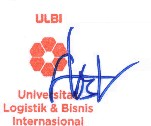 ULBI
Universitas
Logistik & Bisnis
Internasional